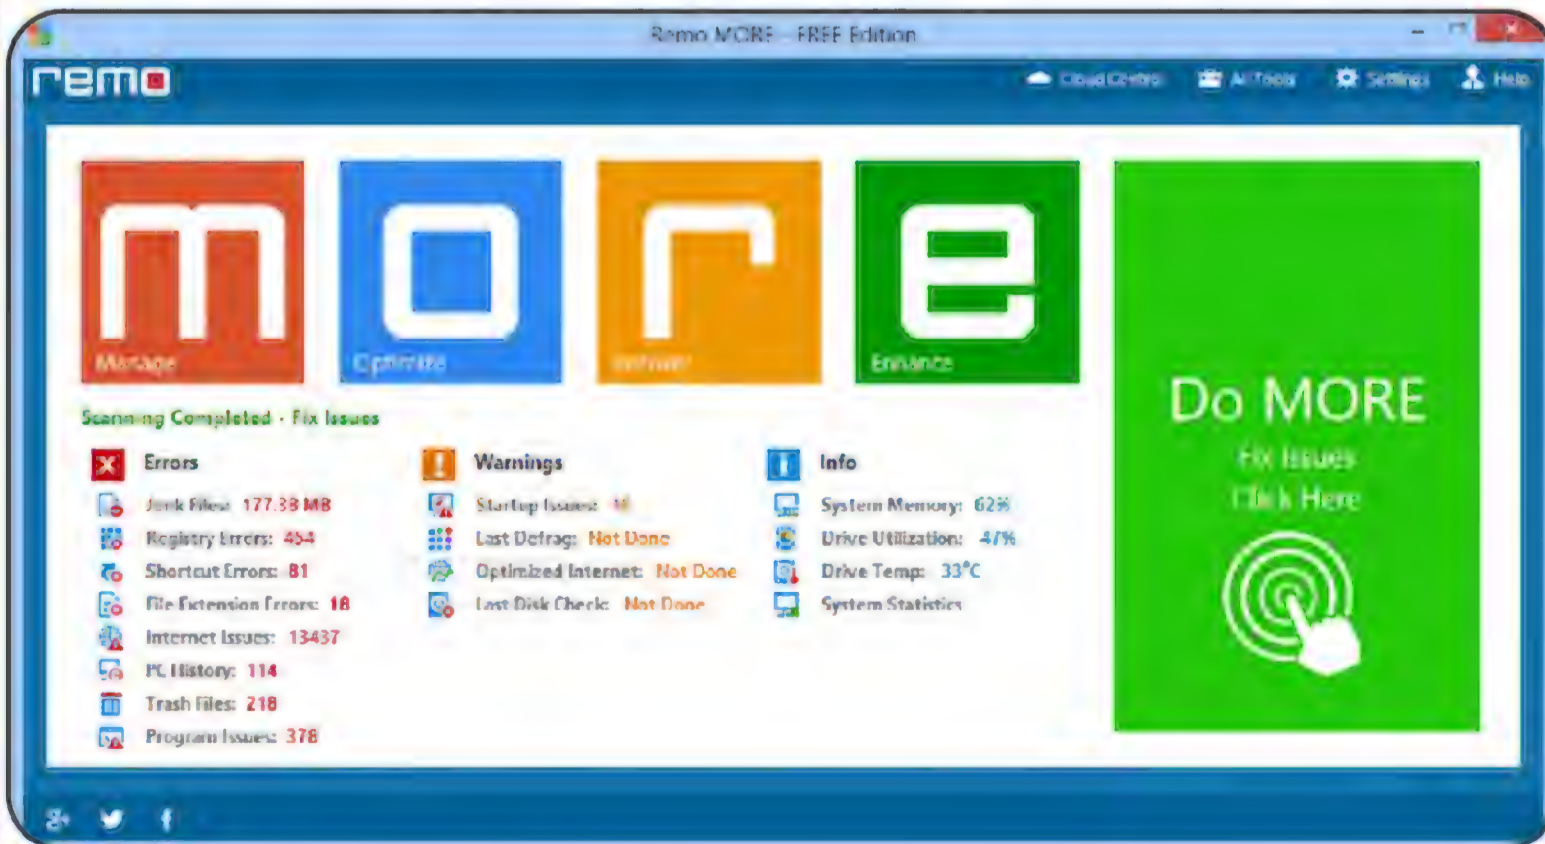 Remo MORE - FREE Edition
remo
Cloud Control All Tools Settings Help
more
Manage Optimize Enhance
Do MORE
Fix Issues
Click Here
Scanning Completed - Fix Issues
Errors
Junk Files: 177.38 MB
Registry Errors: 454
Shortcut Errors: 81
File Extension Errors: 18
Internet Issues: 13437
PC History: 114
Trash Files: 218
Program Issues: 378
Warnings
Startup Issues:
Last Defrag: Not Done
Optimized Internet: Not Done
Last Disk Check: Not Done
Info
System Memory: 62%
Drive Utilization: 47%
Drive Temp: 33°C
System Statistics